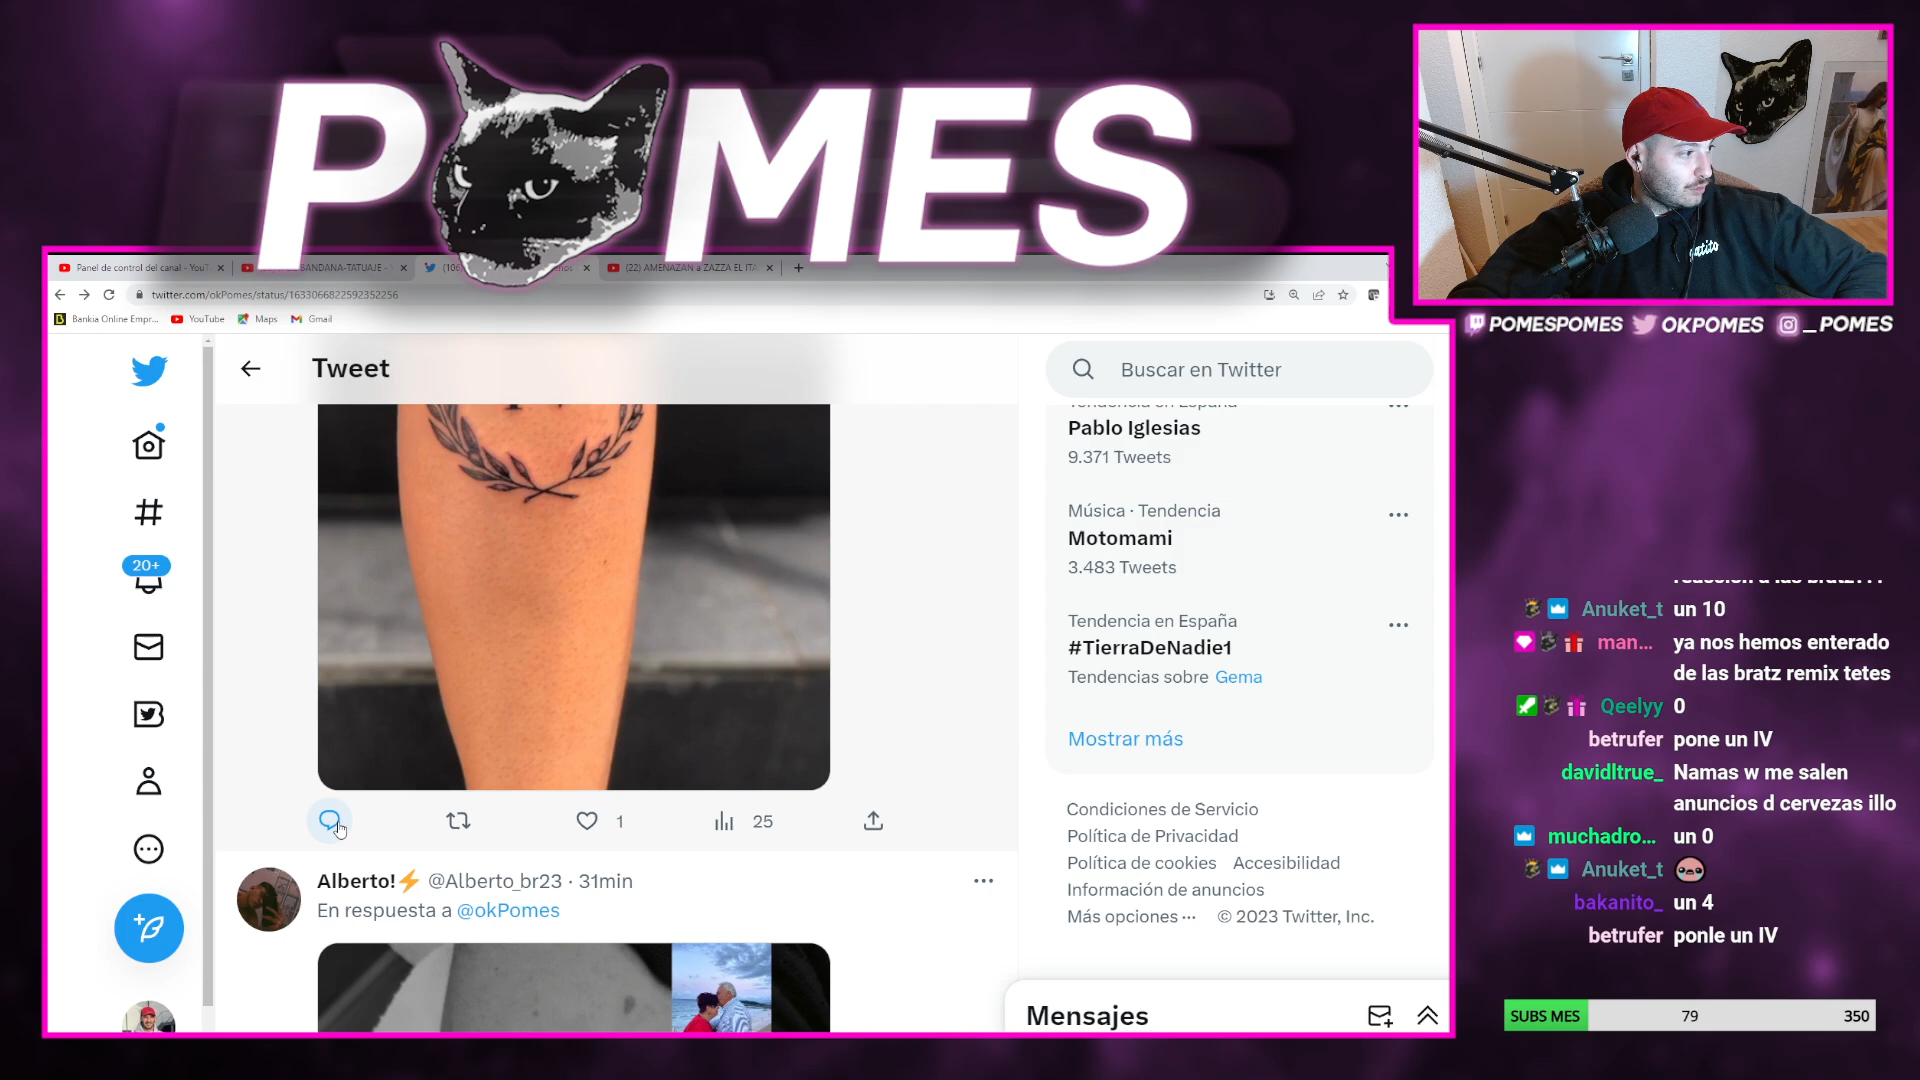 POMES
Panel de control del canal - YouT
BANDANA-TATUAJE -
(22) AMENAZAN a ZAZZA EL ITA
twitter.com/okPomes/status/1633066822592352256
Bankia Online Empr...
YouTube
Maps
Gmail
gatito
POMESPOMES
OKPOMES
_POMES
Tweet
Buscar en Twitter
Tendencia en España
Pablo Iglesias
9.371 Tweets
Música · Tendencia
Motomami
3.483 Tweets
Tendencia en España
#TierraDeNadie1
Tendencias sobre Gema
Mostrar más
20+
1
25
Alberto!⚡ @Alberto_br23 · 31min
En respuesta a @okPomes
Condiciones de Servicio
Política de Privacidad
Política de cookies Accesibilidad
Información de anuncios
Más opciones ··· © 2023 Twitter, Inc.
Mensajes
Anuket_t un 10
man... ya nos hemos enterado
de las bratz remix tetes
Qeelyy 0
betrufer pone un IV
davidltrue_ Namas w me salen
anuncios d cervezas illo
muchadro... un 0
Anuket_t
bakanito_ un 4
betrufer ponle un IV
SUBS MES 79 350